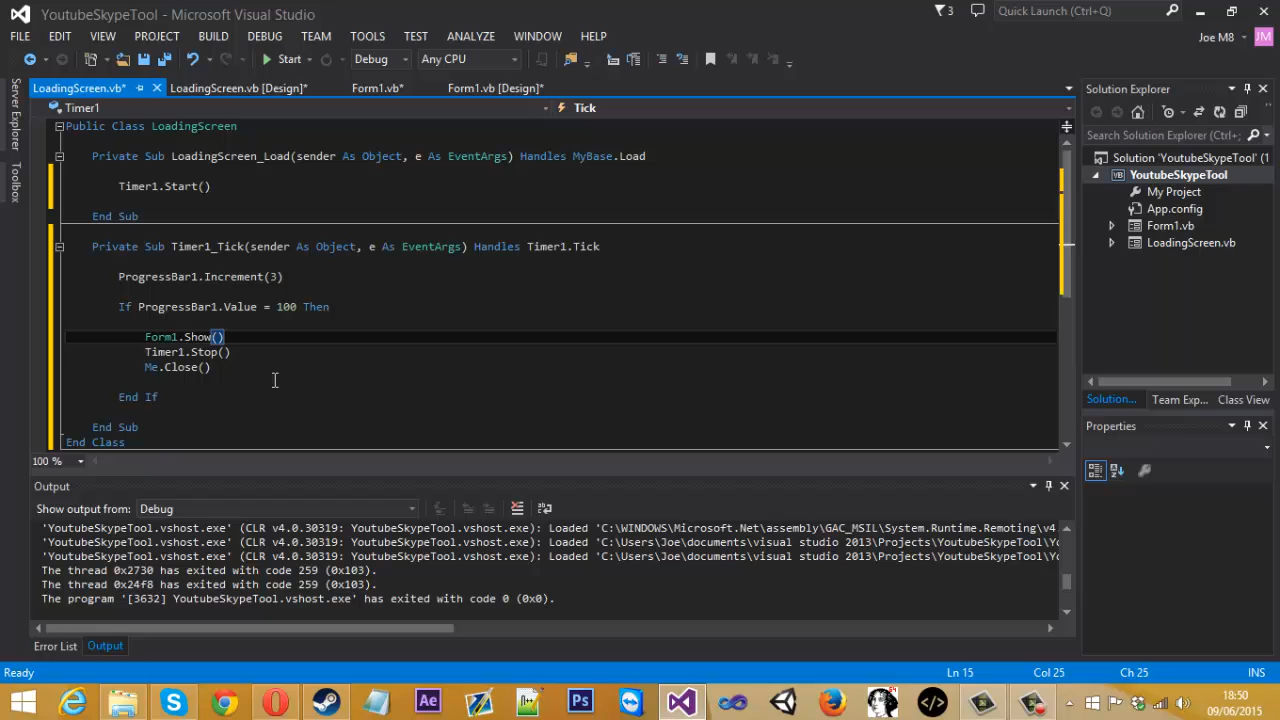 YoutubeSkypeTool - Microsoft Visual Studio
3
Quick Launch (Ctrl+Q)
FILE EDIT VIEW PROJECT BUILD DEBUG TEAM TOOLS TEST ANALYZE WINDOW HELP
Joe M8
JM
Start Debug Any CPU
Server Explorer
Toolbox
LoadingScreen.vb* LoadingScreen.vb [Design]* Form1.vb* Form1.vb [Design]*
Timer1 Tick
Public Class LoadingScreen
Private Sub LoadingScreen_Load(sender As Object, e As EventArgs) Handles MyBase.Load
Timer1.Start()
End Sub
Private Sub Timer1_Tick(sender As Object, e As EventArgs) Handles Timer1.Tick
ProgressBar1.Increment(3)
If ProgressBar1.Value = 100 Then
Form1.Show()
Timer1.Stop()
Me.Close()
End If
End Sub
End Class
100 %
Solution Explorer
Search Solution Explorer (Ctrl+;
Solution 'YoutubeSkypeTool' (1
YoutubeSkypeTool
My Project
App.config
Form1.vb
LoadingScreen.vb
Solution... Team Exp... Class View
Properties
Output
Show output from: Debug
'YoutubeSkypeTool.vshost.exe' (CLR v4.0.30319: YoutubeSkypeTool.vshost.exe): Loaded 'C:\WINDOWS\Microsoft.Net\assembly\GAC_MSIL\System.Runtime.Remoting\v4
'YoutubeSkypeTool.vshost.exe' (CLR v4.0.30319: YoutubeSkypeTool.vshost.exe): Loaded 'C:\Users\Joe\documents\visual studio 2013\Projects\YoutubeSkypeTool\Yo
'YoutubeSkypeTool.vshost.exe' (CLR v4.0.30319: YoutubeSkypeTool.vshost.exe): Loaded 'C:\Users\Joe\documents\visual studio 2013\Projects\YoutubeSkypeTool\Yo
The thread 0x2730 has exited with code 259 (0x103).
The thread 0x24f8 has exited with code 259 (0x103).
The program '[3632] YoutubeSkypeTool.vshost.exe' has exited with code 0 (0x0).
Error List Output
Ready Ln 15 Col 25 Ch 25 INS
Ae Ps
18:50
09/06/2015